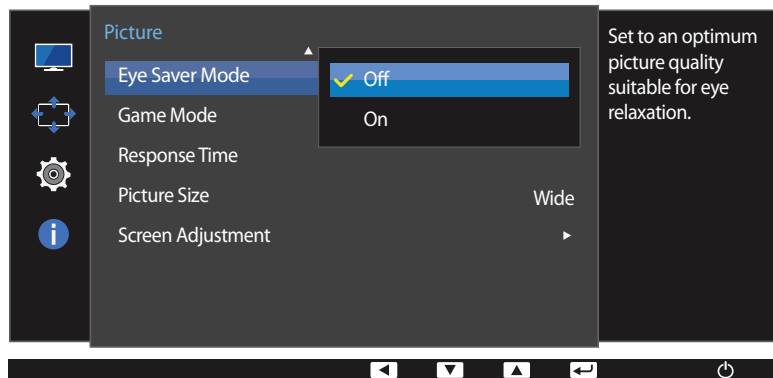 Picture
Eye Saver Mode
Off
Game Mode
On
Response Time
Picture Size
Wide
Screen Adjustment
Set to an optimum
picture quality
suitable for eye
relaxation.